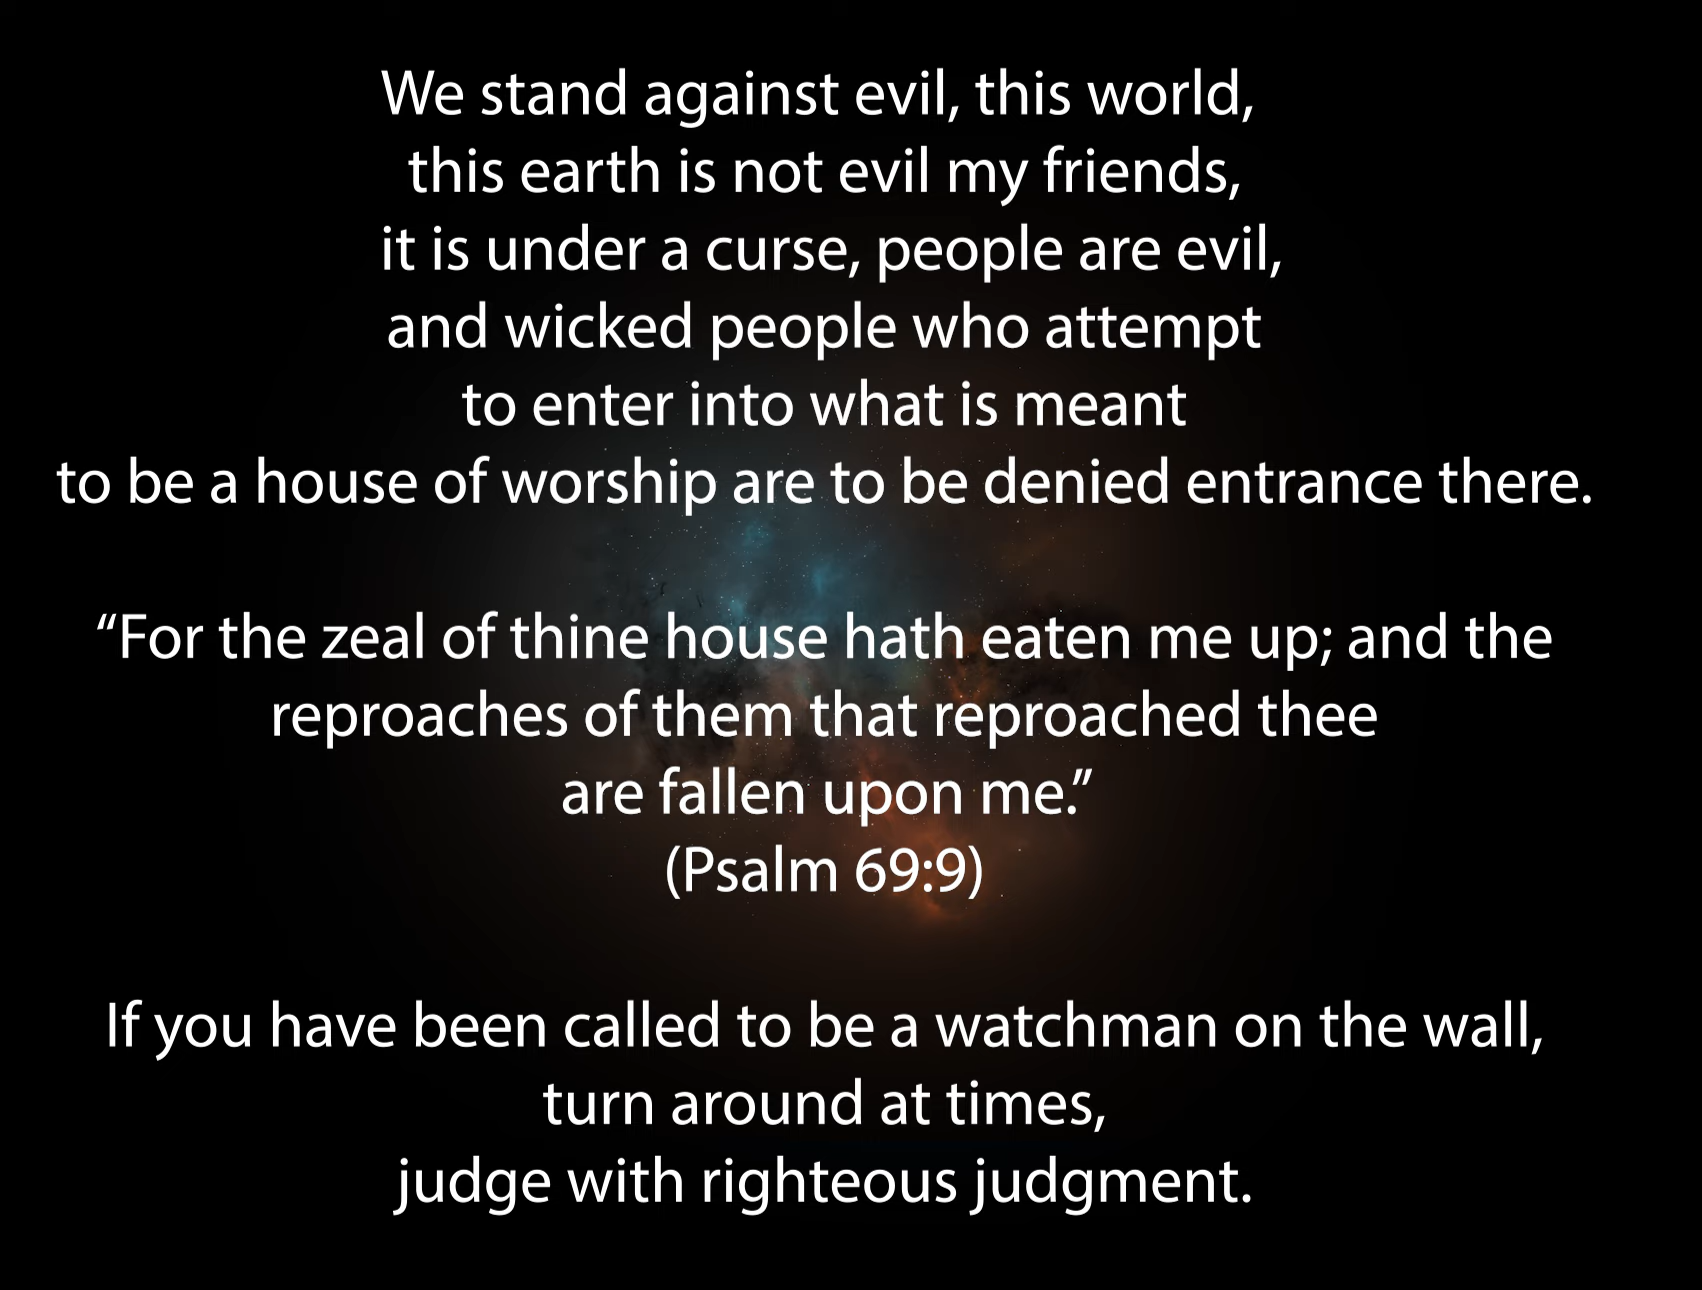 We stand against evil, this world,
this earth is not evil my friends,
it is under a curse, people are evil,
and wicked people who attempt
to enter into what is meant
to be a house of worship are to be denied entrance there.
“For the zeal of thine house hath eaten me up; and the
reproaches of them that reproached thee
are fallen upon me.”
(Psalm 69:9)
If you have been called to be a watchman on the wall,
turn around at times,
judge with righteous judgment.